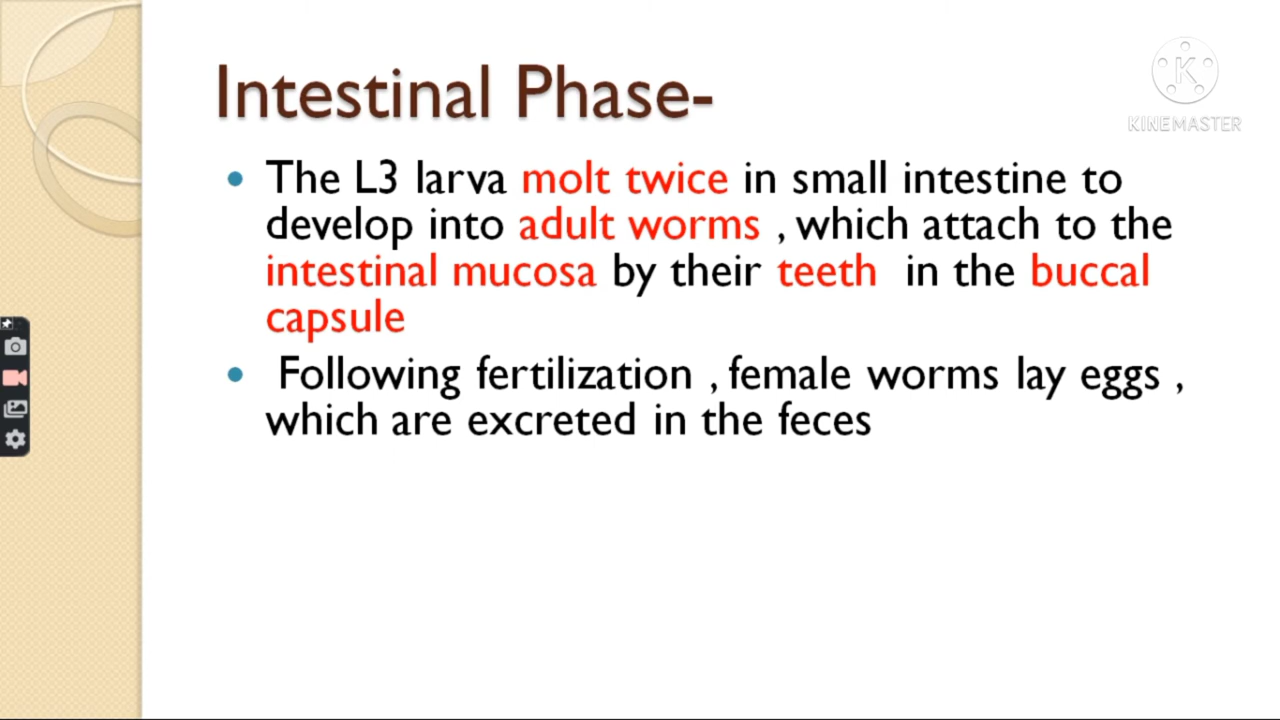 Intestinal Phase-
K
KINEMASTER
The L3 larva molt twice in small intestine to
develop into adult worms , which attach to the
intestinal mucosa by their teeth in the buccal
capsule
Following fertilization , female worms lay eggs ,
which are excreted in the feces